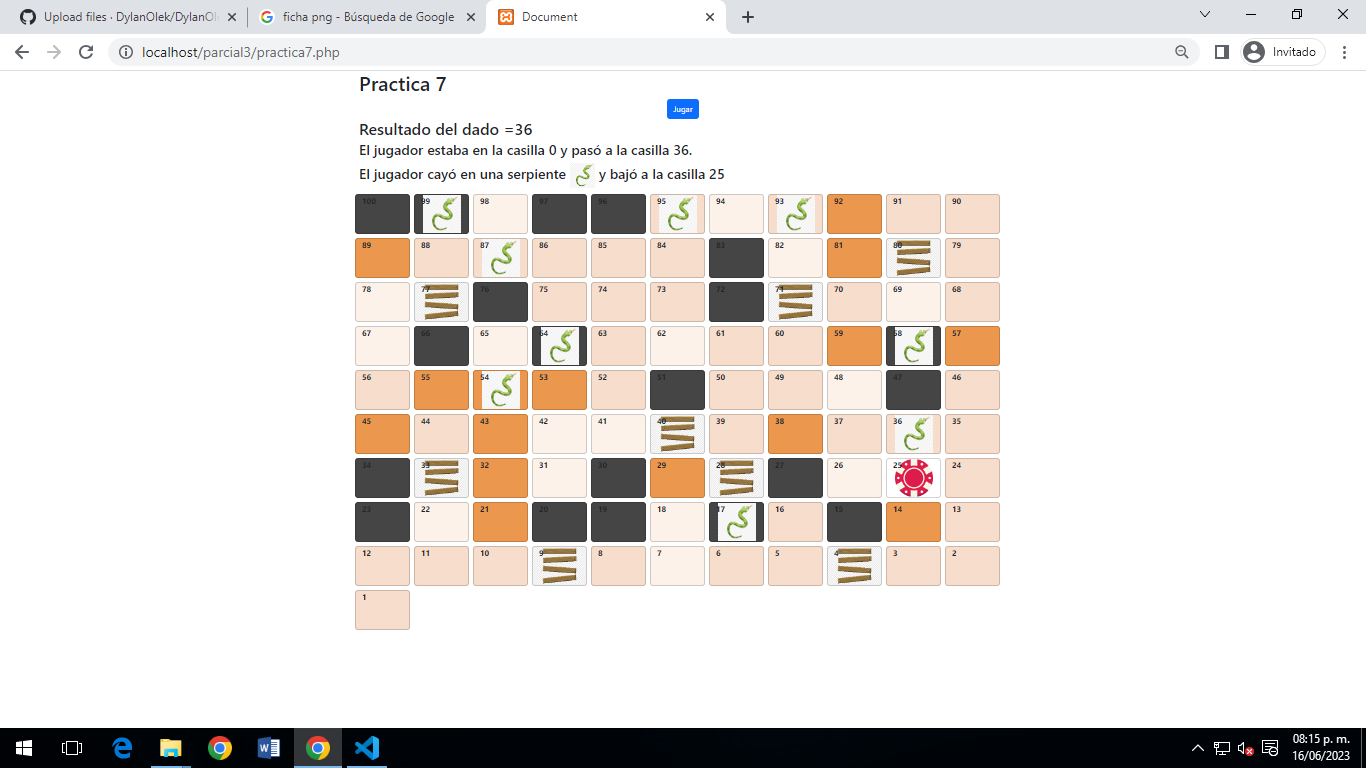 Upload files · DylanOlek/DylanOl
ficha png - Búsqueda de Google
Document
localhost/parcial3/practica7.php
Invitado
Practica 7
Jugar
Resultado del dado =36
El jugador estaba en la casilla 0 y pasó a la casilla 36.
El jugador cayó en una serpiente y bajó a la casilla 25
100 99 98 97 96 95 94 93 92 91 90
89 88 87 86 85 84 83 82 81 80 79
78 77 76 75 74 73 72 71 70 69 68
67 66 65 64 63 62 61 60 59 58 57
56 55 54 53 52 51 50 49 48 47 46
45 44 43 42 41 40 39 38 37 36 35
34 33 32 31 30 29 28 27 26 25 24
23 22 21 20 19 18 17 16 15 14 13
12 11 10 9 8 7 6 5 4 3 2
1
08:15 p. m.
16/06/2023